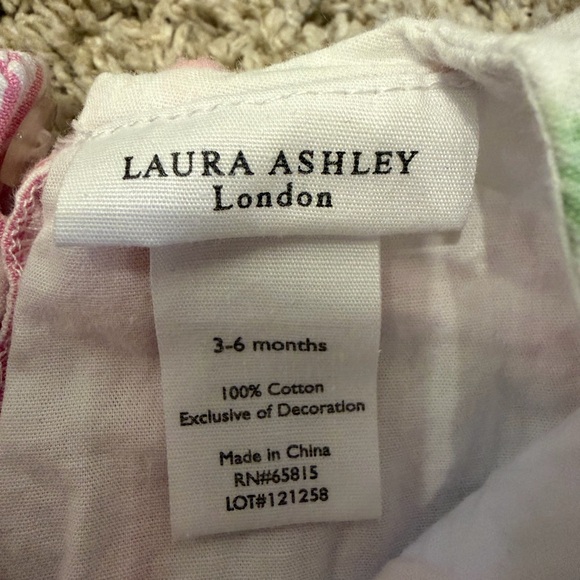 LAURA ASHLEY
London
3-6 months
100% Cotton
Exclusive of Decoration
Made in China
RN#65815
LOT#121258